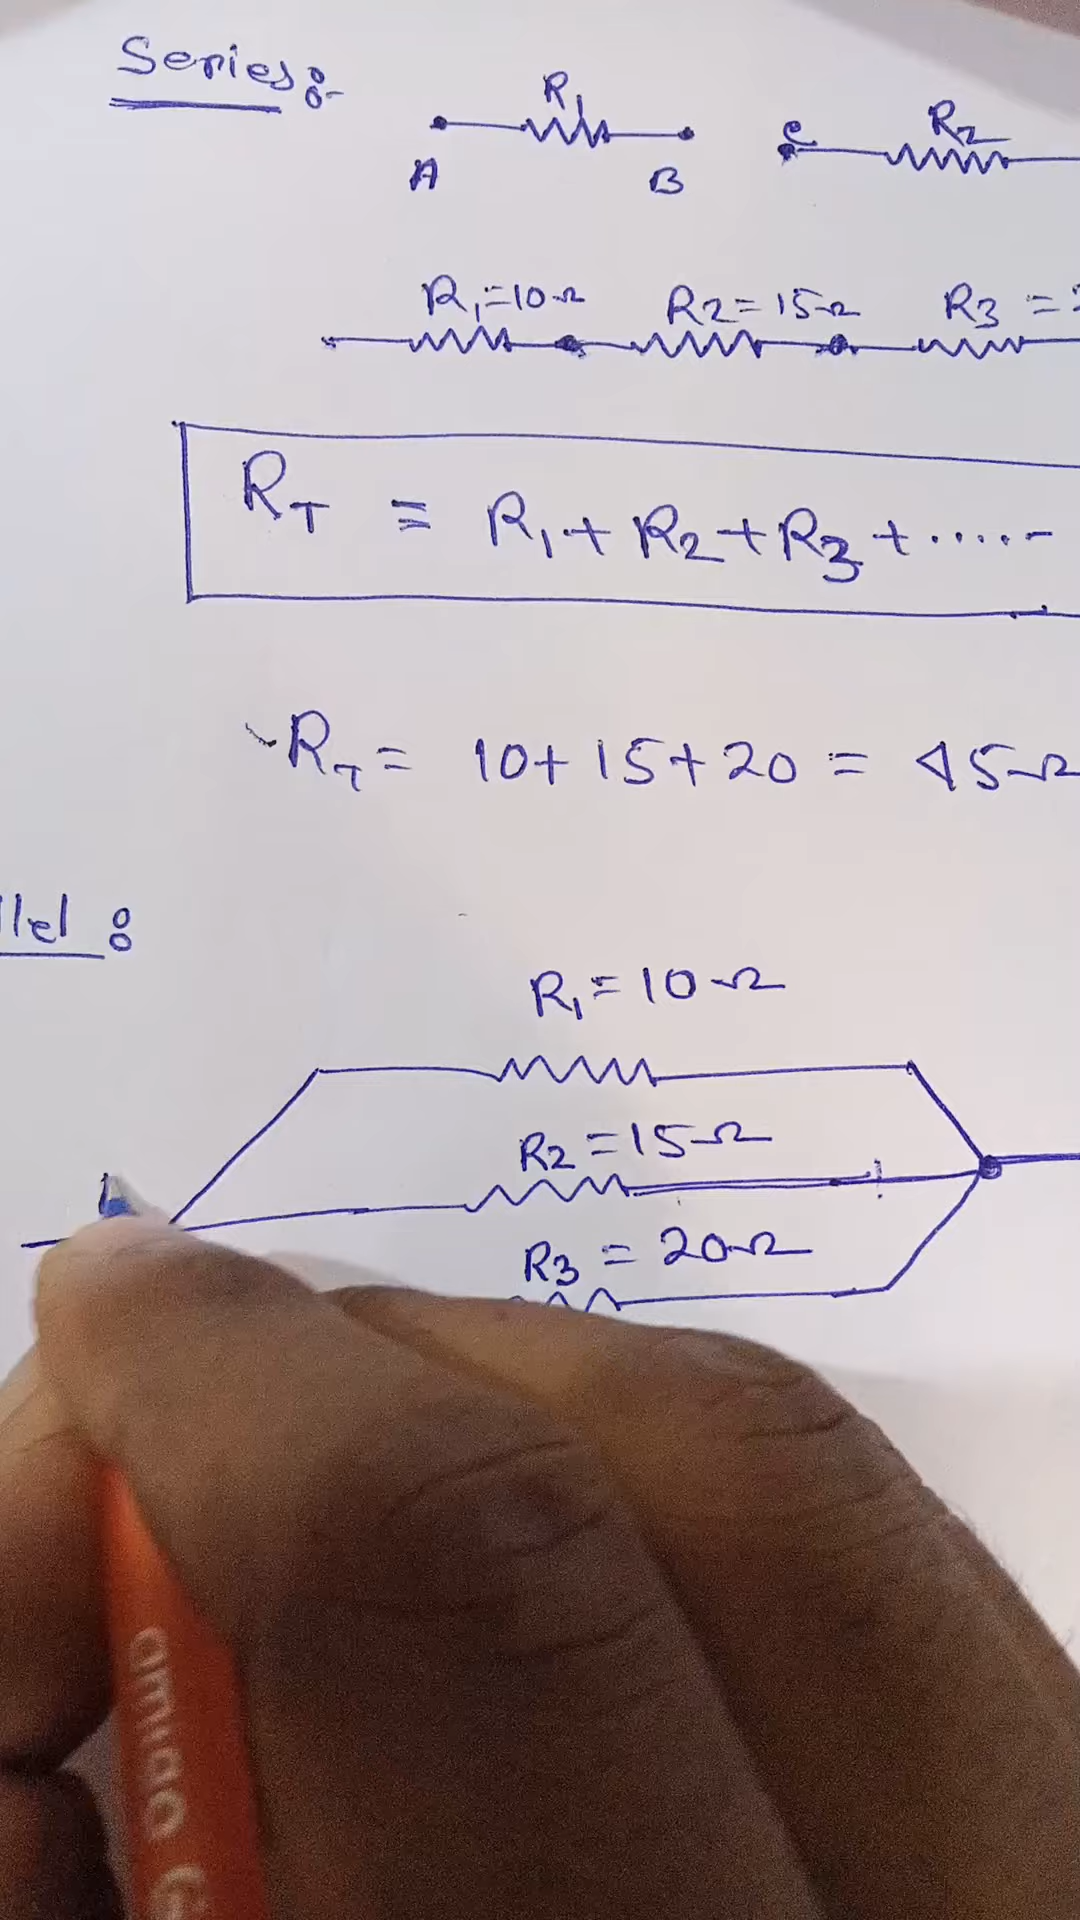 Series:-
R1 R2
A B C
R1=10Ω R2=15Ω R3=
RT = R1+R2+R3+.....
RT= 10+15+20 = 45Ω
llel :
R1=10Ω
R2=15Ω
R3=20Ω